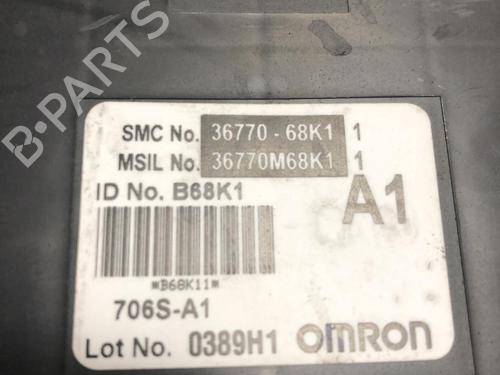 SMC No. 36770-68K1 1
MSIL No. 36770M68K1 1
ID No. B68K1
A1
*B68K11*
706S-A1
Lot No. 0389H1 OMRON
B-PARTS